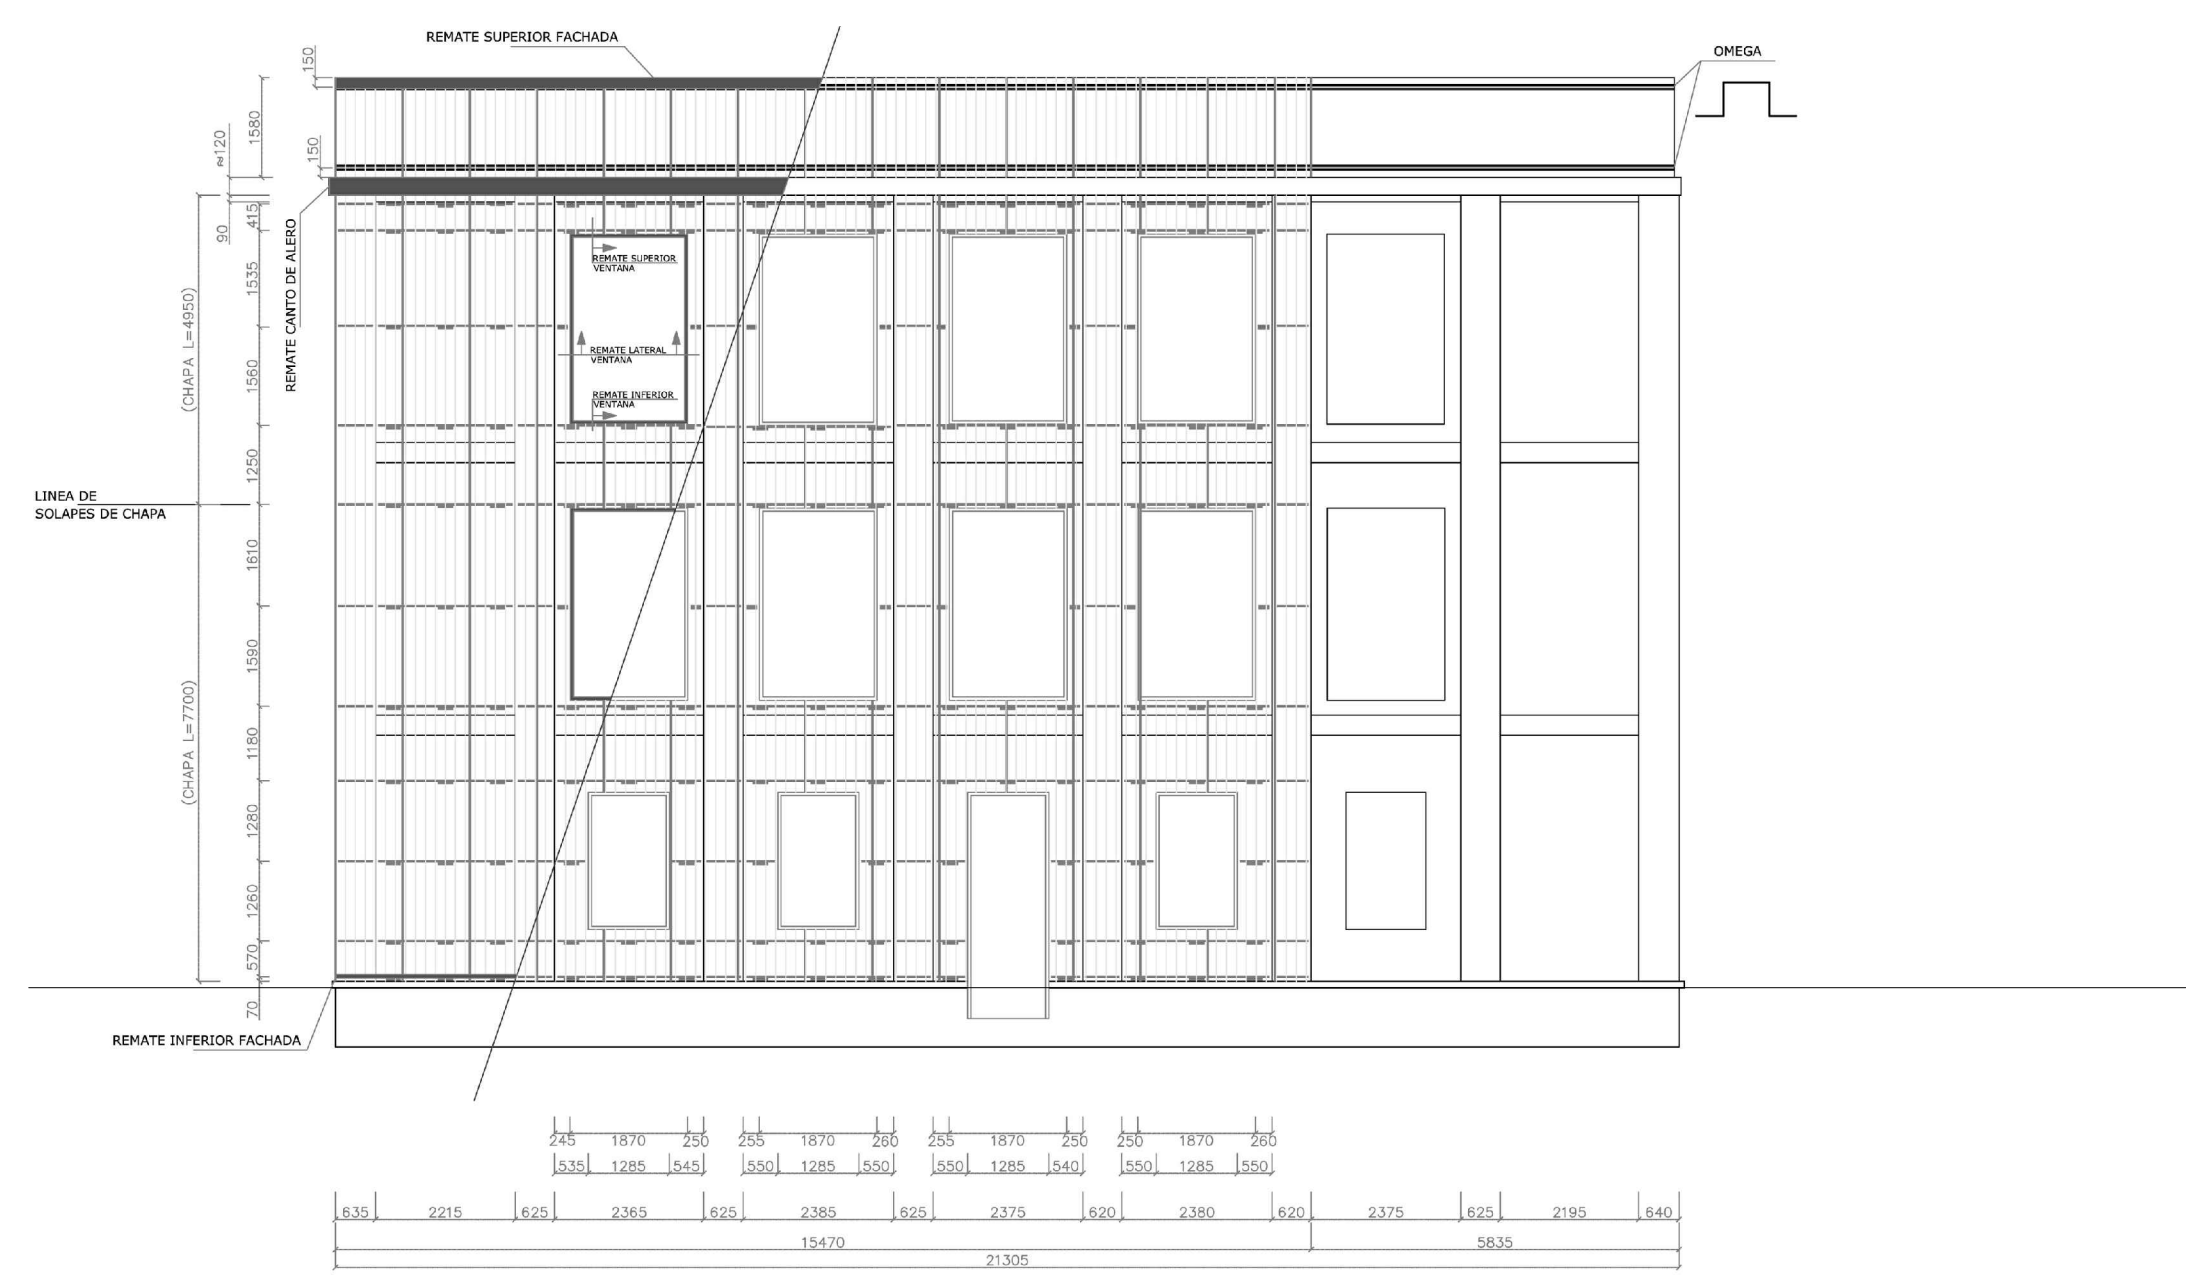 REMATE SUPERIOR FACHADA
OMEGA
150
1580
≈120
150
415
90
REMATE CANTO DE ALERO
1535
REMATE SUPERIOR
VENTANA
(CHAPA L=4950)
1560
REMATE LATERAL
VENTANA
REMATE INFERIOR
VENTANA
1250
LINEA DE
SOLAPES DE CHAPA
1610
1590
(CHAPA L=7700)
1180
1280
1260
570
70
REMATE INFERIOR FACHADA
245 1870 250 255 1870 260 255 1870 250 250 1870 260
535 1285 545 550 1285 550 550 1285 540 550 1285 550
635 2215 625 2365 625 2385 625 2375 620 2380 620 2375 625 2195 640
15470 5835
21305